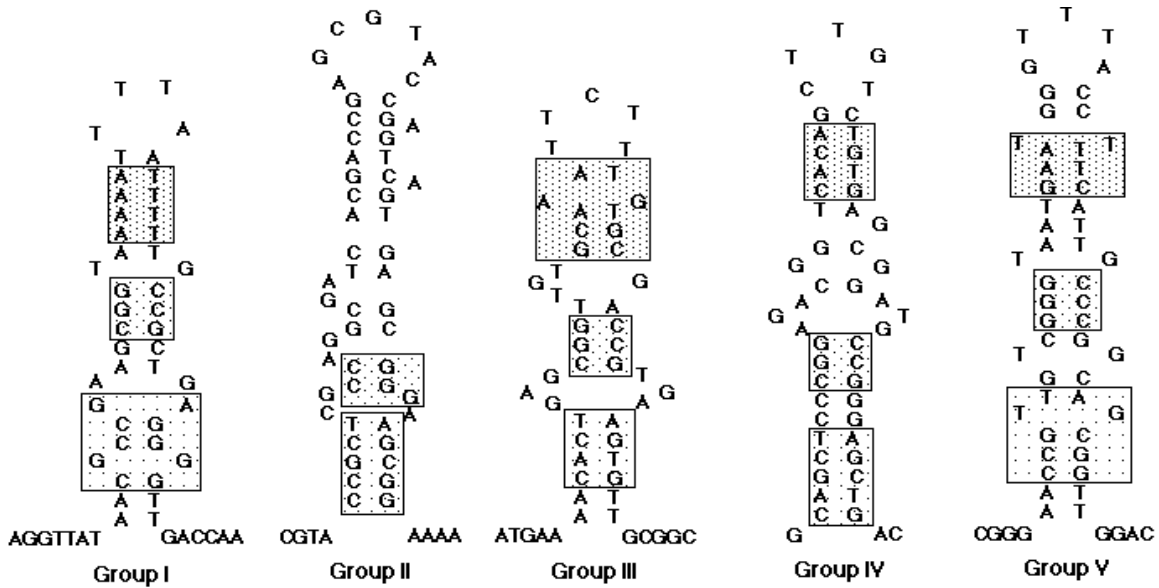 T T
T A
T A
A T
A T
A T
A T
A T
T G
G C
G C
C G
G C
A T
A G
G A
C G
C G
G G
C G
A T
A T
AGGTTAT GACCAA
Group I
G
C T
G A
A C
G C
C G
C G A
A T
G C A
C G
A T
C G
T A
A
G
C G
G C
G
A
C G
C G
G G
C A
T A
C G
G C
C G
C G
CGTA AAAA
Group II
C
T T
T T
A T
A G
A T
C G
G C
T G
G
T
T A
G C
G C
C G
G T
A G
G A
T A
C G
A T
C G
A T
A T
ATGAA GCGGC
Group III
T
T G
C T
G C
A T
C G
A T
C G
T A
G
G C
G G
C A
A
G T
A G
G C
G C
C G
C G
C G
T A
C G
G C
A T
C G
G AC
Group IV
T
T T
G A
G C
G C
T T
A T
A T
G C
T A
A T
A T
T G
G C
G C
G C
C G
T G
G C
T A
T G
G C
C G
C G
A T
A T
CGGG GGAC
Group V